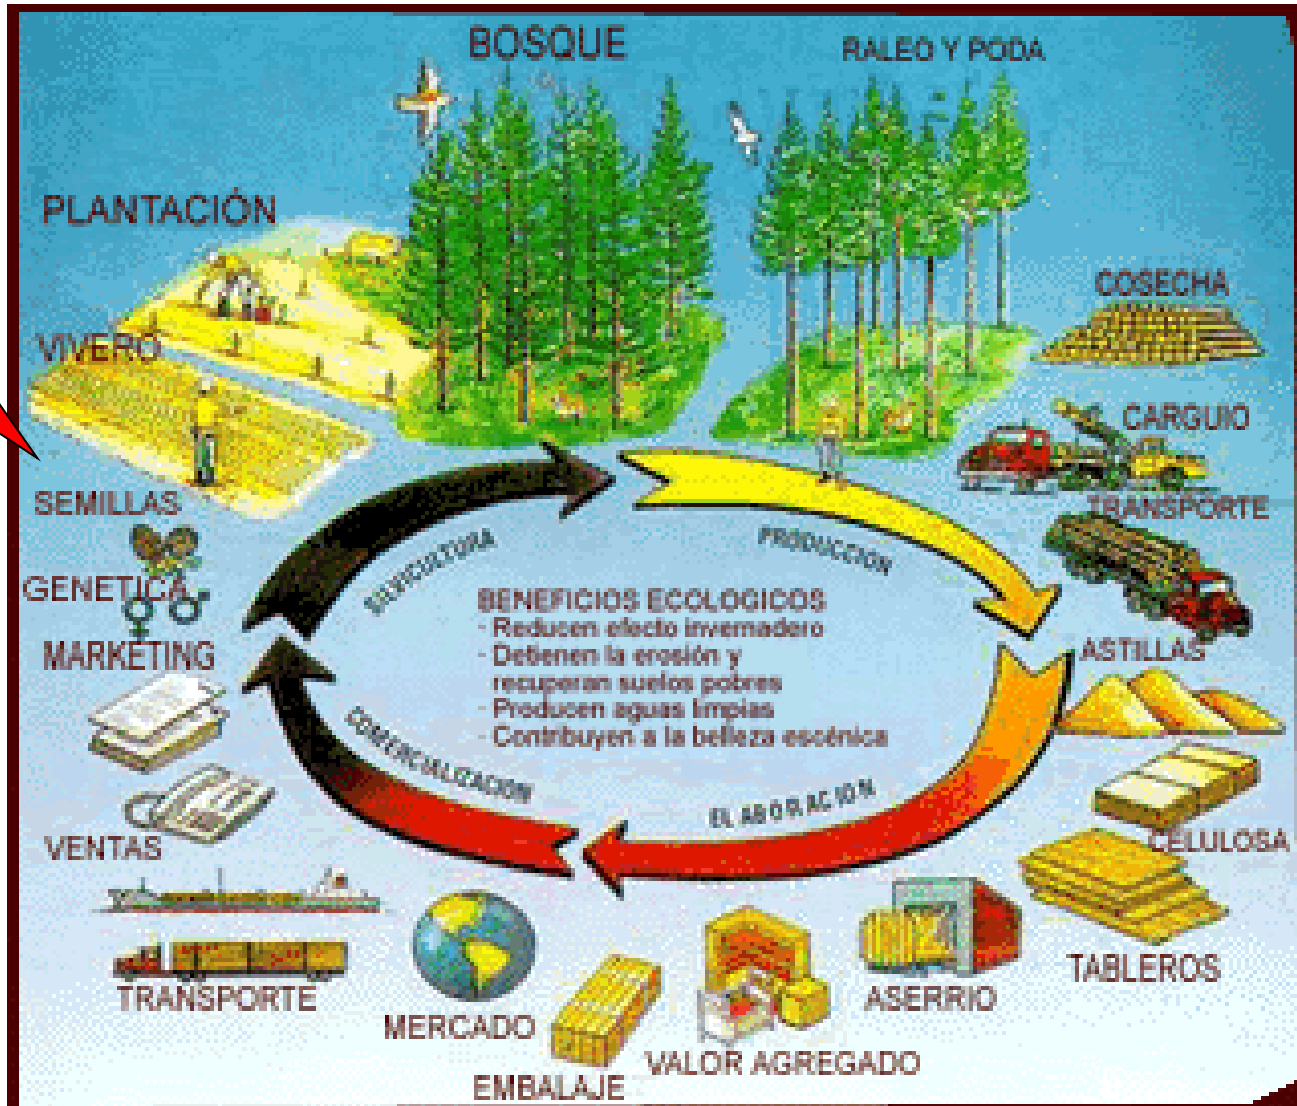 BOSQUE
RALEO Y PODA
PLANTACIÓN
COSECHA
VIVERO
CARGUIO
SEMILLAS
TRANSPORTE
SILVICULTURA
PRODUCCION
GENETICA
BENEFICIOS ECOLOGICOS
- Reducen efecto invernadero
- Detienen la erosión y
recuperan suelos pobres
- Producen aguas limpias
- Contribuyen a la belleza escénica
MARKETING
ASTILLAS
COMERCIALIZACION
ELABORACION
CELULOSA
VENTAS
TABLEROS
TRANSPORTE
ASERRIO
MERCADO
VALOR AGREGADO
EMBALAJE